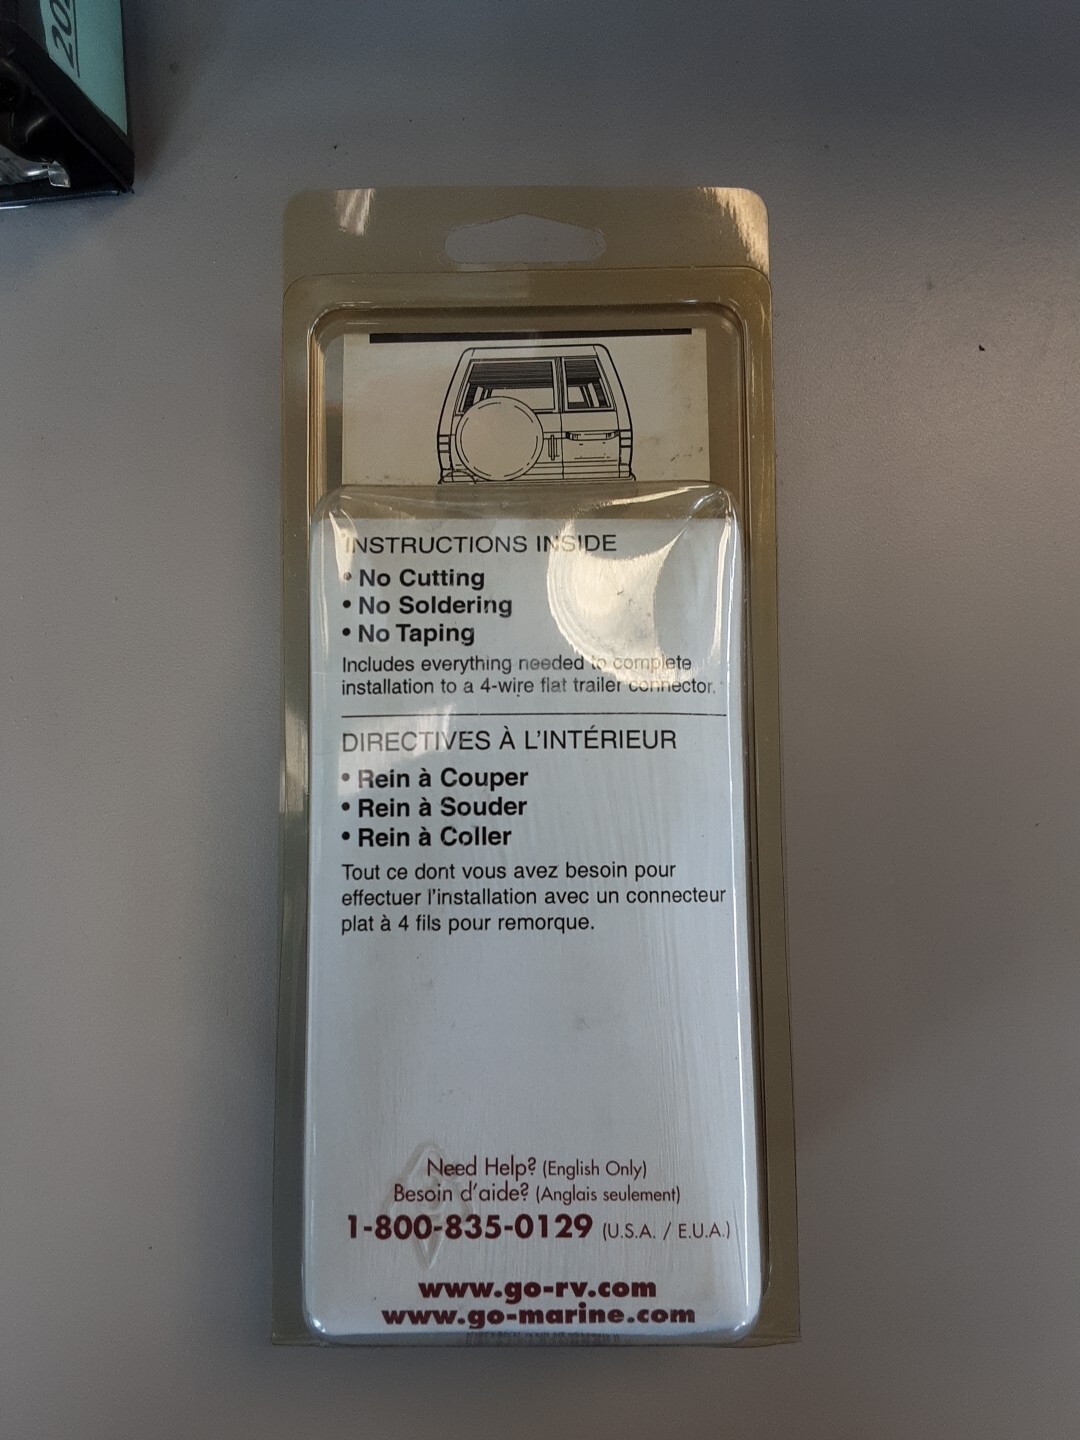 202
INSTRUCTIONS INSIDE
• No Cutting
• No Soldering
• No Taping
Includes everything needed to complete
installation to a 4-wire flat trailer connector.
DIRECTIVES À L'INTÉRIEUR
• Rein à Couper
• Rein à Souder
• Rein à Coller
Tout ce dont vous avez besoin pour
effectuer l'installation avec un connecteur
plat à 4 fils pour remorque.
Need Help? (English Only)
Besoin d'aide? (Anglais seulement)
1-800-835-0129 (U.S.A. / E.U.A.)
www.go-rv.com
www.go-marine.com